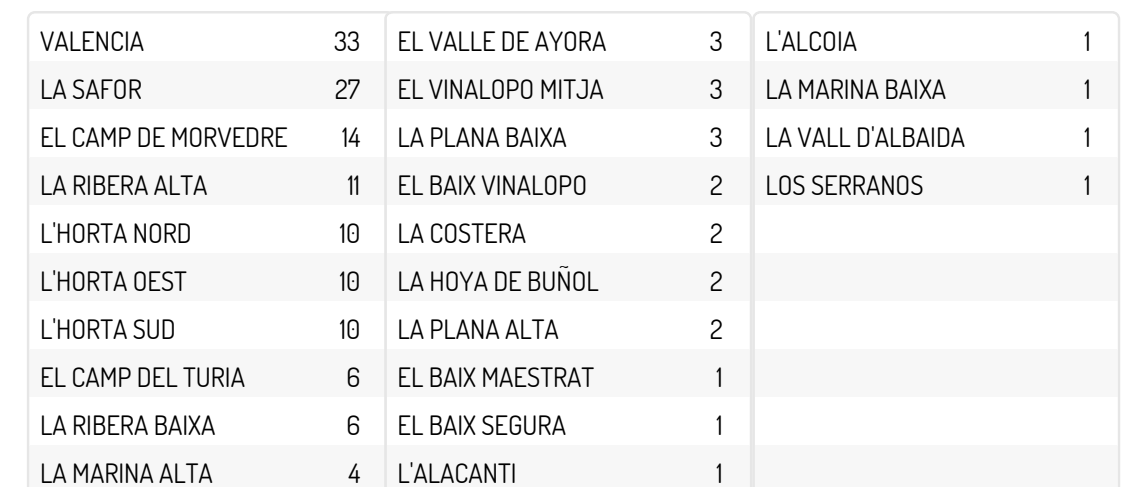 VALENCIA 33
LA SAFOR 27
EL CAMP DE MORVEDRE 14
LA RIBERA ALTA 11
L'HORTA NORD 10
L'HORTA OEST 10
L'HORTA SUD 10
EL CAMP DEL TURIA 6
LA RIBERA BAIXA 6
LA MARINA ALTA 4
EL VALLE DE AYORA 3
EL VINALOPO MITJA 3
LA PLANA BAIXA 3
EL BAIX VINALOPO 2
LA COSTERA 2
LA HOYA DE BUÑOL 2
LA PLANA ALTA 2
EL BAIX MAESTRAT 1
EL BAIX SEGURA 1
L'ALACANTI 1
L'ALCOIA 1
LA MARINA BAIXA 1
LA VALL D'ALBAIDA 1
LOS SERRANOS 1